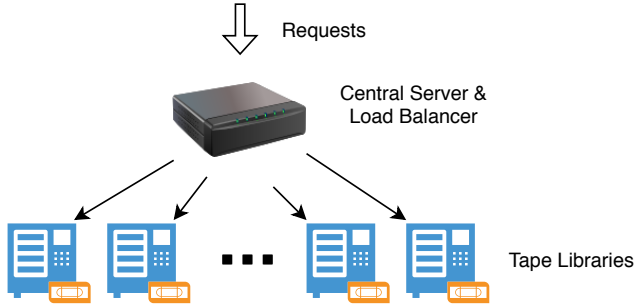 Requests
Central Server &
Load Balancer
Tape Libraries